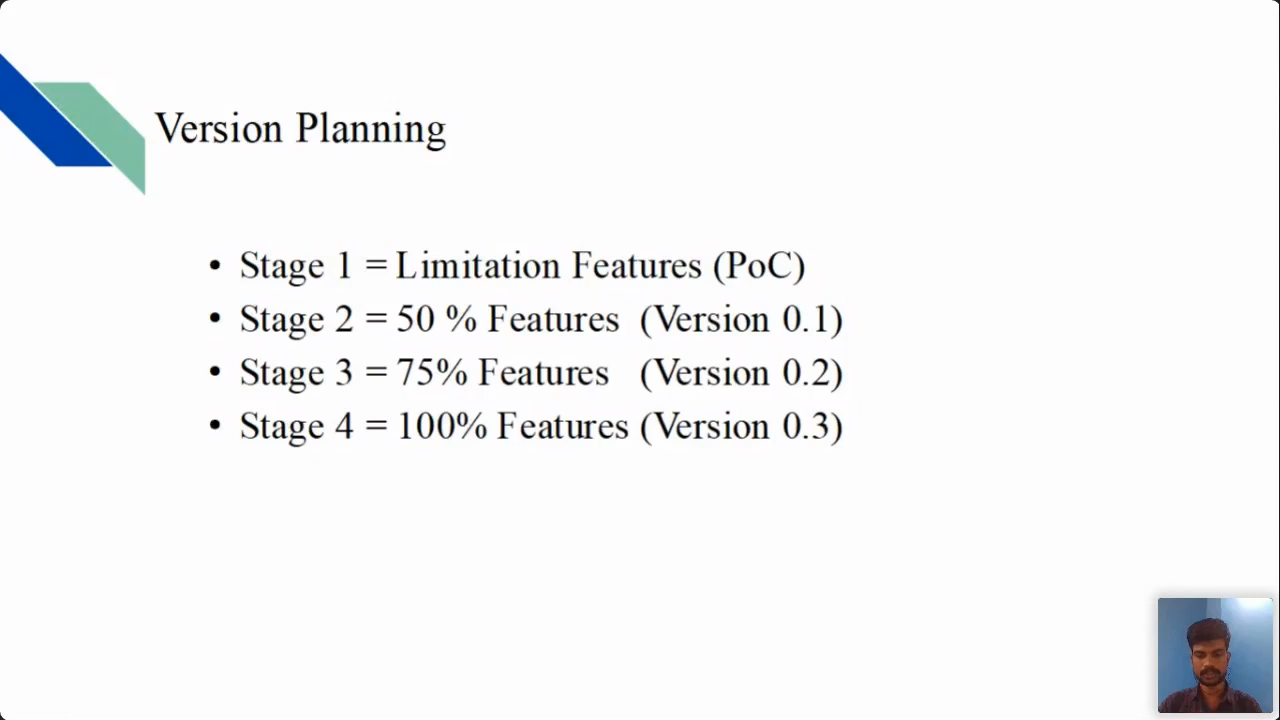 Version Planning
• Stage 1 = Limitation Features (PoC)
• Stage 2 = 50 % Features (Version 0.1)
• Stage 3 = 75% Features (Version 0.2)
• Stage 4 = 100% Features (Version 0.3)